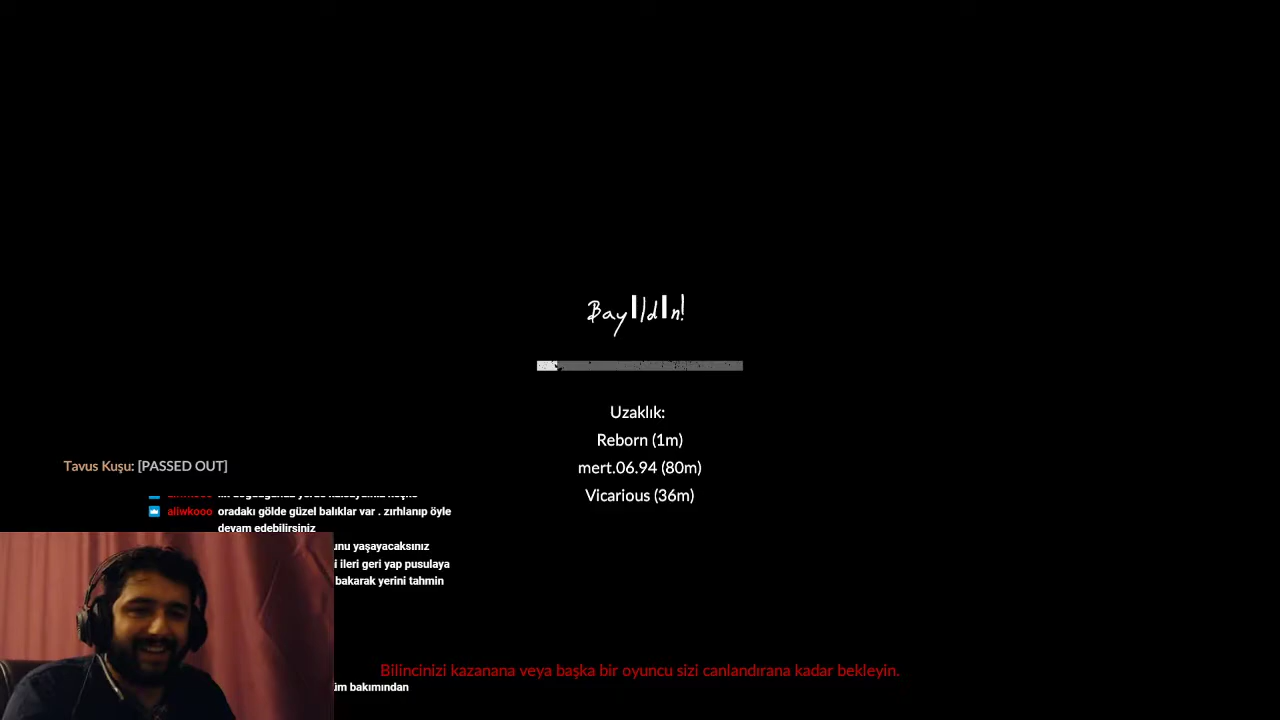 Bayıldın!
Uzaklık:
Reborn (1m)
mert.06.94 (80m)
Vicarious (36m)
Tavus Kuşu: [PASSED OUT]
aliwkooo oradakı gölde güzel balıklar var . zırhlanıp öyle
devam edebilirsiniz
unu yaşayacaksınız
i ileri geri yap pusulaya
bakarak yerini tahmin
Bilincinizi kazanana veya başka bir oyuncu sizi canlandırana kadar bekleyin.
üm bakımından